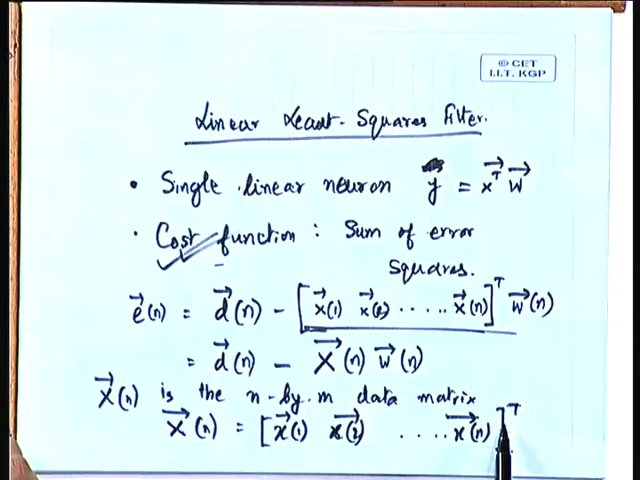 © CET
I.I.T. KGP
Linear Least-Squares Filter.
• Single linear neuron y⃗ = x⃗ᵀ w⃗
• Cost function : Sum of error
squares.
e⃗(n) = d⃗(n) - [x⃗(1) x⃗(2) ..... x⃗(n)]ᵀ w⃗(n)
= d⃗(n) - X⃗(n) w⃗(n)
X⃗(n) is the n-by-m data matrix
X⃗(n) = [x⃗(1) x⃗(2) .... x⃗(n)]ᵀ